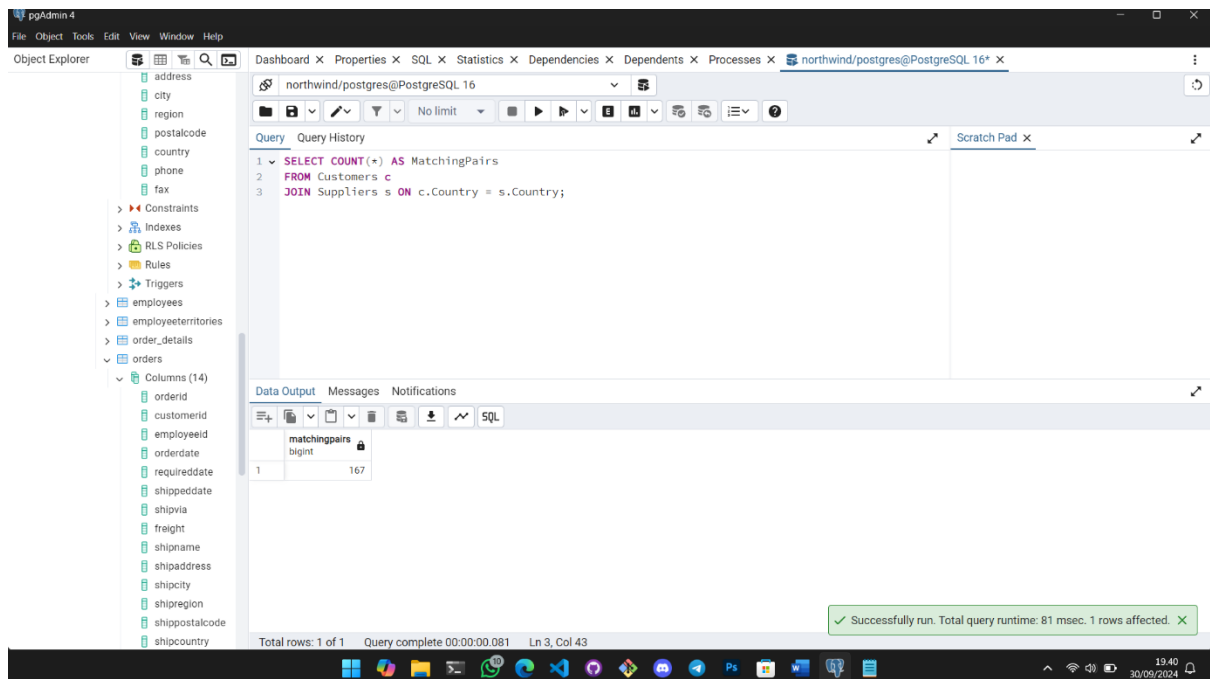 pgAdmin 4
File Object Tools Edit View Window Help
Object Explorer
Dashboard X Properties X SQL X Statistics X Dependencies X Dependents X Processes X northwind/postgres@PostgreSQL 16* X
address
city
region
postalcode
country
phone
fax
Constraints
Indexes
RLS Policies
Rules
Triggers
employees
employeeterritories
order_details
orders
Columns (14)
orderid
customerid
employeeid
orderdate
requireddate
shippeddate
shipvia
freight
shipname
shipaddress
shipcity
shipregion
shippostalcode
shipcountry
northwind/postgres@PostgreSQL 16
No limit
E
Query Query History
Scratch Pad X
1 SELECT COUNT(*) AS MatchingPairs
2 FROM Customers c
3 JOIN Suppliers s ON c.Country = s.Country;
Data Output Messages Notifications
SQL
matchingpairs
bigint
1 167
Successfully run. Total query runtime: 81 msec. 1 rows affected.
Total rows: 1 of 1 Query complete 00:00:00.081 Ln 3, Col 43
10
Ps
19.40
30/09/2024